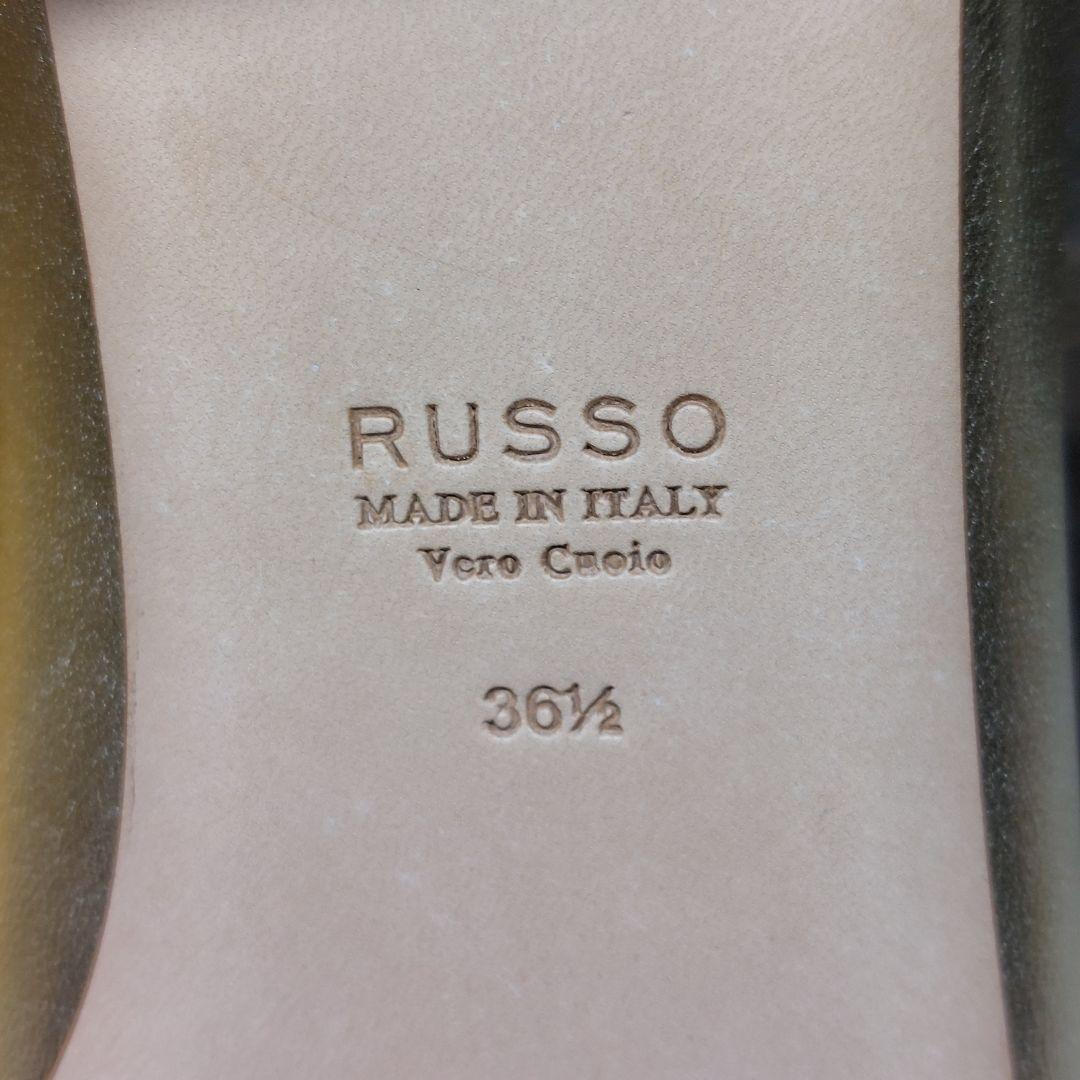 RUSSO
MADE IN ITALY
Vero Cuoio
36½